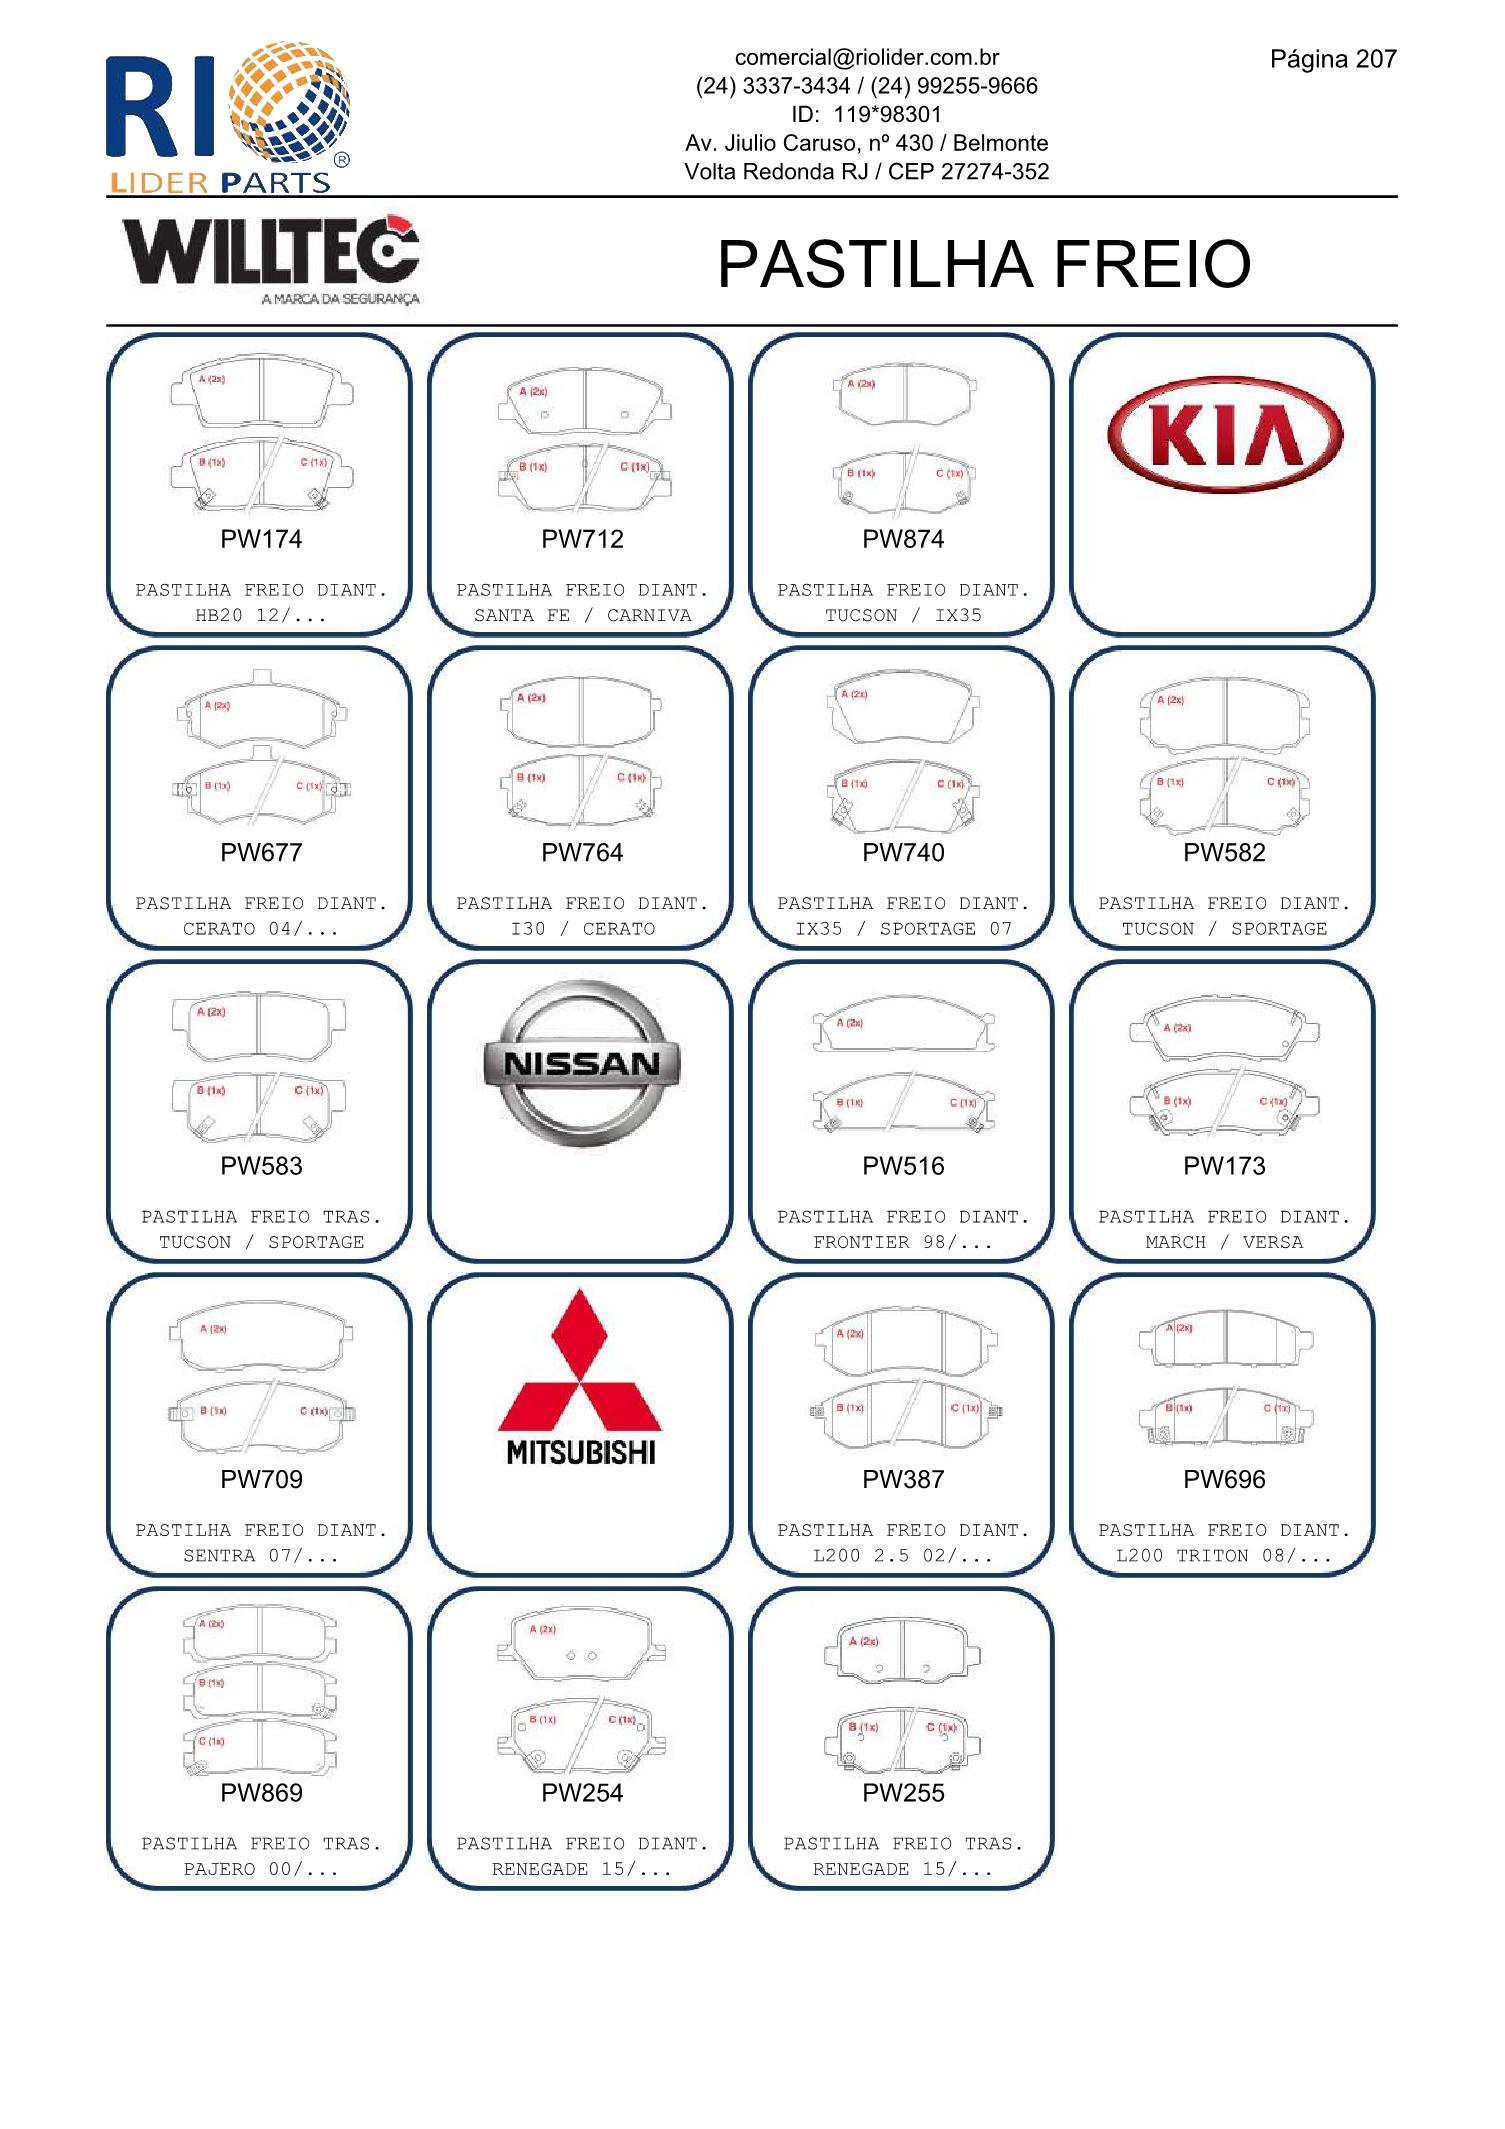 RIO
LIDER PARTS
®
comercial@riolider.com.br
(24) 3337-3434 / (24) 99255-9666
ID: 119*98301
Av. Jiulio Caruso, nº 430 / Belmonte
Volta Redonda RJ / CEP 27274-352
Página 207
WILLTEC
A MARCA DA SEGURANÇA
PASTILHA FREIO
A (2x)
B (1x) C (1x)
PW174
PASTILHA FREIO DIANT.
HB20 12/...
A (2x)
B (1x) C (1x)
PW712
PASTILHA FREIO DIANT.
SANTA FE / CARNIVA
A (2x)
B (1x) C (1x)
PW874
PASTILHA FREIO DIANT.
TUCSON / IX35
KIA
A (2x)
B (1x) C (1x)
PW677
PASTILHA FREIO DIANT.
CERATO 04/...
A (2x)
B (1x) C (1x)
PW764
PASTILHA FREIO DIANT.
I30 / CERATO
A (2x)
B (1x) C (1x)
PW740
PASTILHA FREIO DIANT.
IX35 / SPORTAGE 07
A (2x)
B (1x) C (1x)
PW582
PASTILHA FREIO DIANT.
TUCSON / SPORTAGE
A (2x)
B (1x) C (1x)
PW583
PASTILHA FREIO TRAS.
TUCSON / SPORTAGE
NISSAN
A (2x)
B (1x) C (1x)
PW516
PASTILHA FREIO DIANT.
FRONTIER 98/...
A (2x)
B (1x) C (1x)
PW173
PASTILHA FREIO DIANT.
MARCH / VERSA
A (2x)
B (1x) C (1x)
PW709
PASTILHA FREIO DIANT.
SENTRA 07/...
MITSUBISHI
A (2x)
B (1x) C (1x)
PW387
PASTILHA FREIO DIANT.
L200 2.5 02/...
A (2x)
B (1x) C (1x)
PW696
PASTILHA FREIO DIANT.
L200 TRITON 08/...
A (2x)
B (1x)
C (1x)
PW869
PASTILHA FREIO TRAS.
PAJERO 00/...
A (2x)
B (1x) C (1x)
PW254
PASTILHA FREIO DIANT.
RENEGADE 15/...
A (2x)
B (1x) C (1x)
PW255
PASTILHA FREIO TRAS.
RENEGADE 15/...